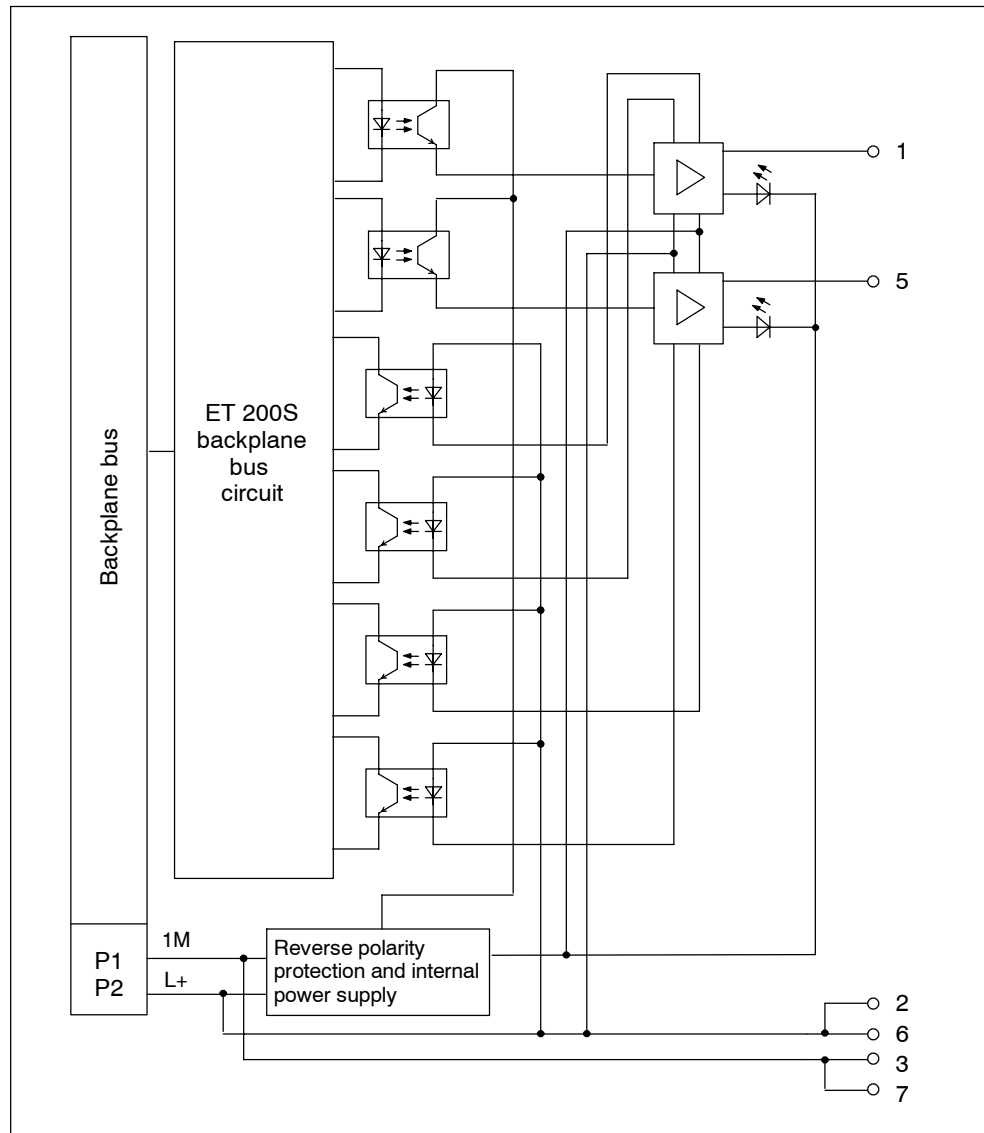 Backplane bus
ET 200S
backplane
bus
circuit
1
5
P1
P2
1M
L+
Reverse polarity
protection and internal
power supply
2
6
3
7